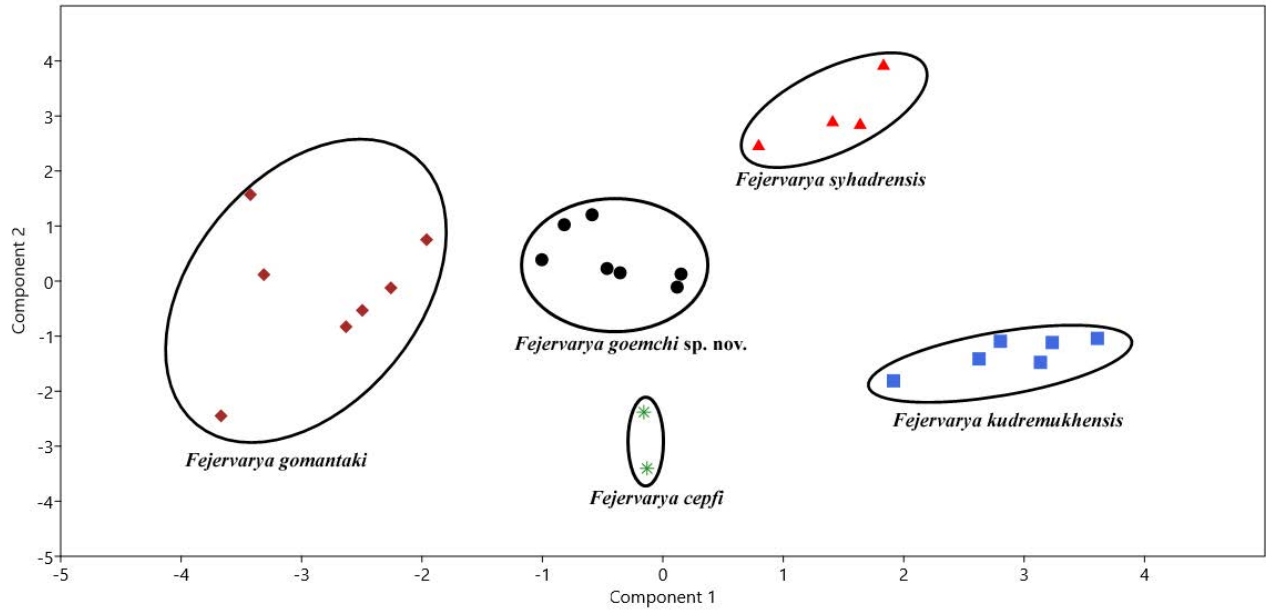 4
3
2
1
0
-1
-2
-3
-4
-5
Component 2
Fejervarya syhadrensis
Fejervarya goemchi sp. nov.
Fejervarya kudremukhensis
Fejervarya gomantaki
Fejervarya cepfi
-5 -4 -3 -2 -1 0 1 2 3 4
Component 1